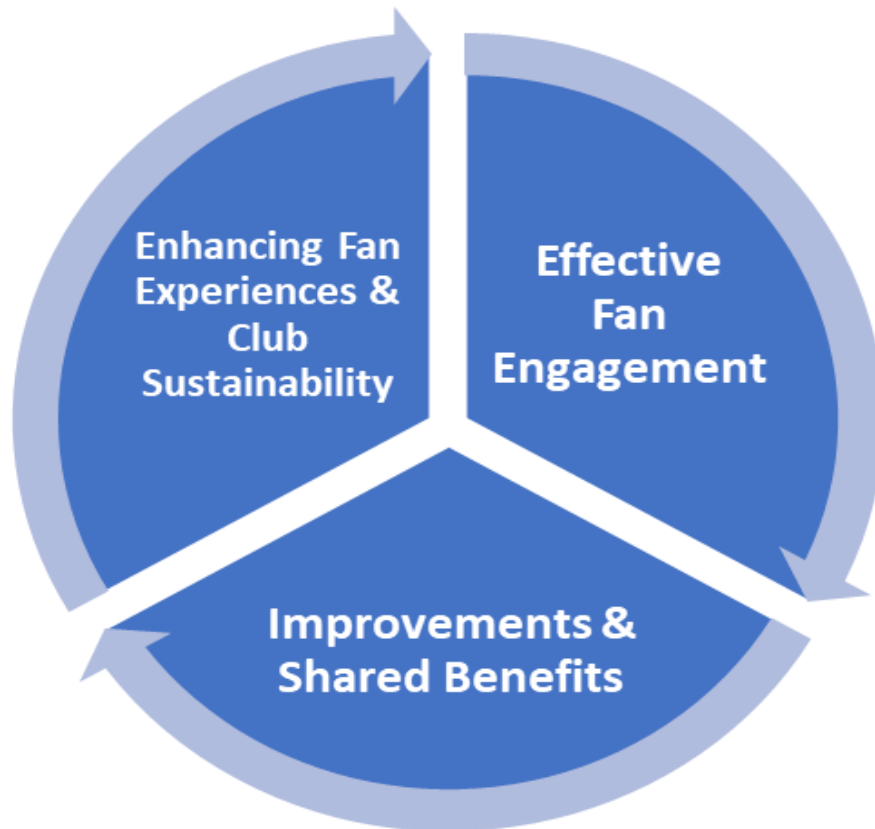 Enhancing Fan
Experiences &
Club
Sustainability
Effective
Fan
Engagement
Improvements &
Shared Benefits